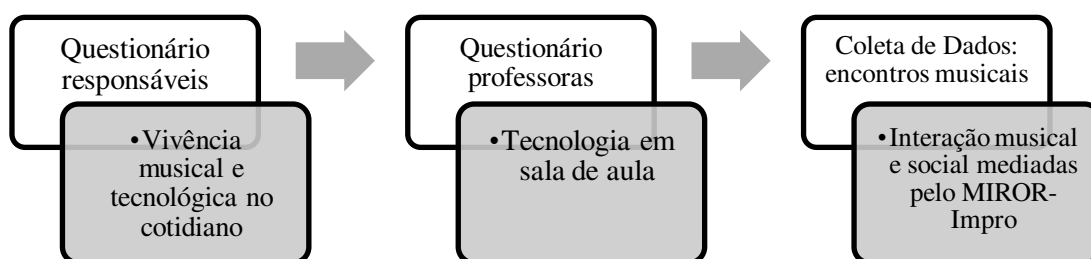 Questionário
responsáveis
•Vivência
musical e
tecnológica no
cotidiano
Questionário
professoras
•Tecnologia em
sala de aula
Coleta de Dados:
encontros musicais
•Interação musical
e social mediadas
pelo MIROR-
Impro